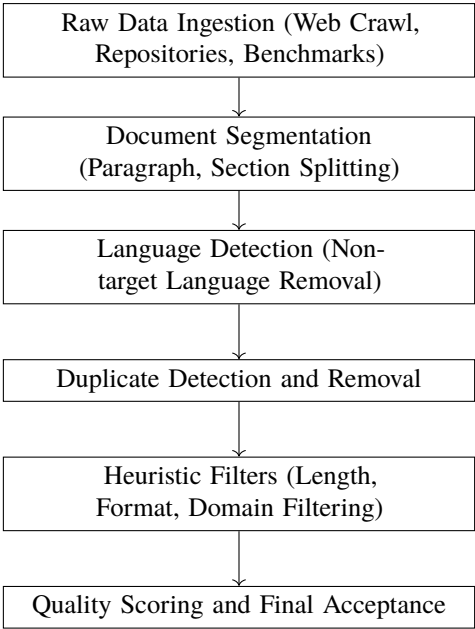 Raw Data Ingestion (Web Crawl,
Repositories, Benchmarks)
Document Segmentation
(Paragraph, Section Splitting)
Language Detection (Non-
target Language Removal)
Duplicate Detection and Removal
Heuristic Filters (Length,
Format, Domain Filtering)
Quality Scoring and Final Acceptance